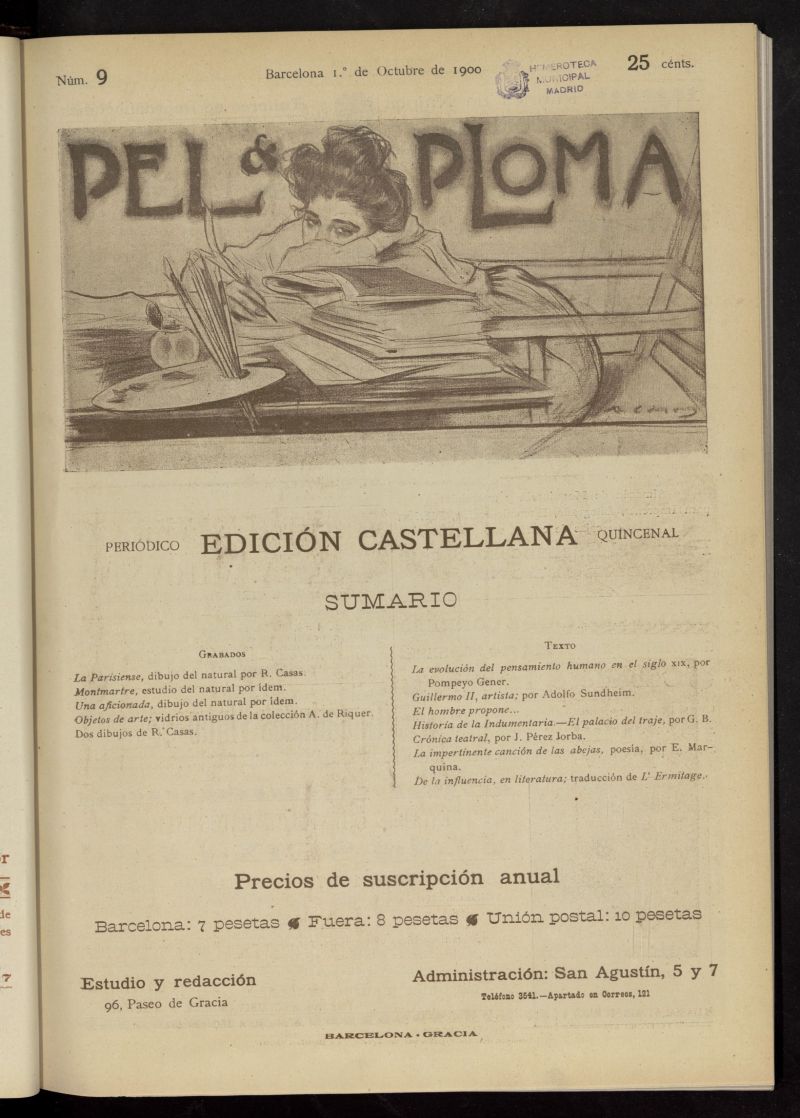 Núm. 9
Barcelona 1.º de Octubre de 1900
25 cénts.
HEMEROTECA
MUNICIPAL
MADRID
PEL & PLOMA
R. Casas
PERIÓDICO EDICIÓN CASTELLANA QUINCENAL
SUMARIO
GRABADOS
La Parisiense, dibujo del natural por R. Casas.
Montmartre, estudio del natural por ídem.
Una aficionada, dibujo del natural por ídem.
Objetos de arte; vidrios antiguos de la colección A. de Riquer.
Dos dibujos de R. Casas.
TEXTO
La evolución del pensamiento humano en el siglo XIX, por
Pompeyo Gener.
Guillermo II, artista; por Adolfo Sundheim.
El hombre propone...
Historia de la Indumentaria.—El palacio del traje, por G. B.
Crónica teatral, por J. Pérez Jorba.
La impertinente canción de las abejas, poesía, por E. Mar-
quina.
De la influencia, en literatura; traducción de L' Ermitage.
Precios de suscripción anual
Barcelona: 7 pesetas Fuera: 8 pesetas Unión postal: 10 pesetas
Estudio y redacción
96, Paseo de Gracia
Administración: San Agustín, 5 y 7
Teléfono 3541.—Apartado en Correos, 121
BARCELONA - GRACIA
r
de
es
7